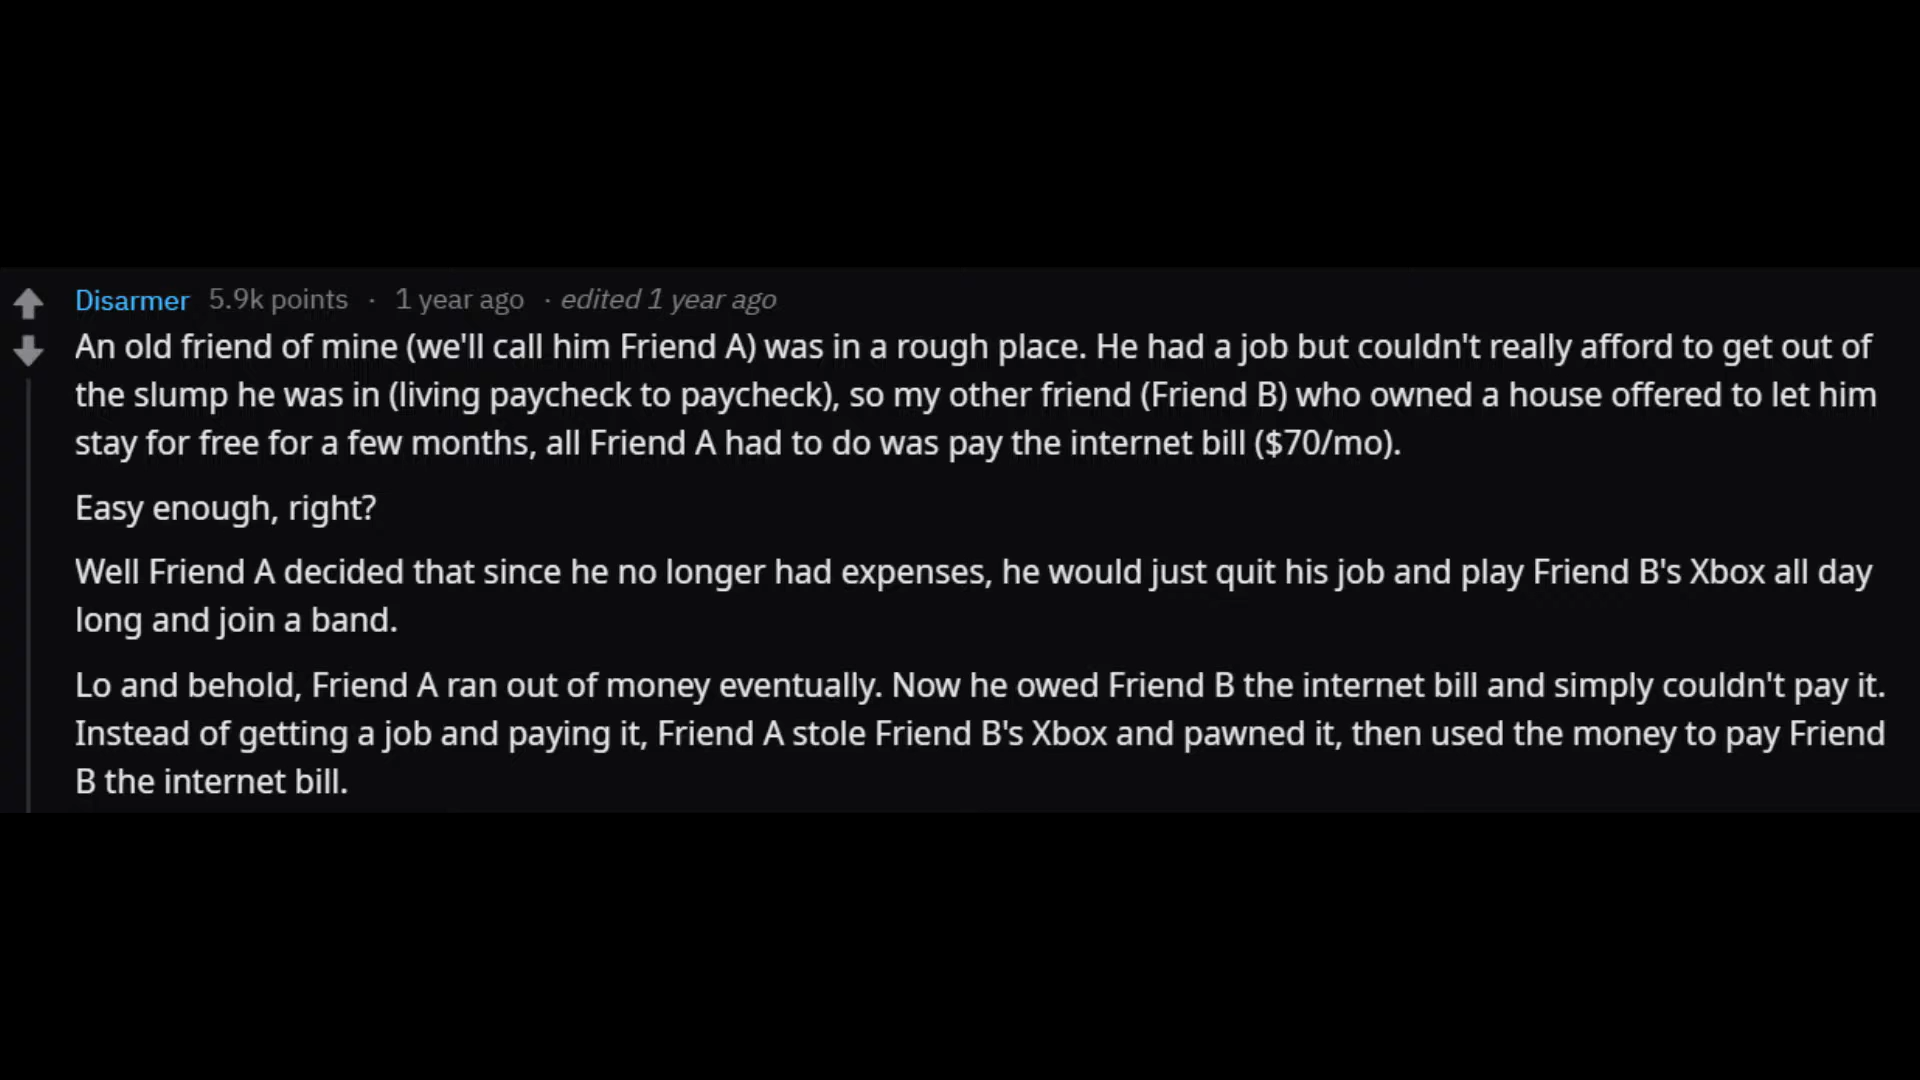 Disarmer 5.9k points · 1 year ago · edited 1 year ago
An old friend of mine (we'll call him Friend A) was in a rough place. He had a job but couldn't really afford to get out of
the slump he was in (living paycheck to paycheck), so my other friend (Friend B) who owned a house offered to let him
stay for free for a few months, all Friend A had to do was pay the internet bill ($70/mo).
Easy enough, right?
Well Friend A decided that since he no longer had expenses, he would just quit his job and play Friend B's Xbox all day
long and join a band.
Lo and behold, Friend A ran out of money eventually. Now he owed Friend B the internet bill and simply couldn't pay it.
Instead of getting a job and paying it, Friend A stole Friend B's Xbox and pawned it, then used the money to pay Friend
B the internet bill.